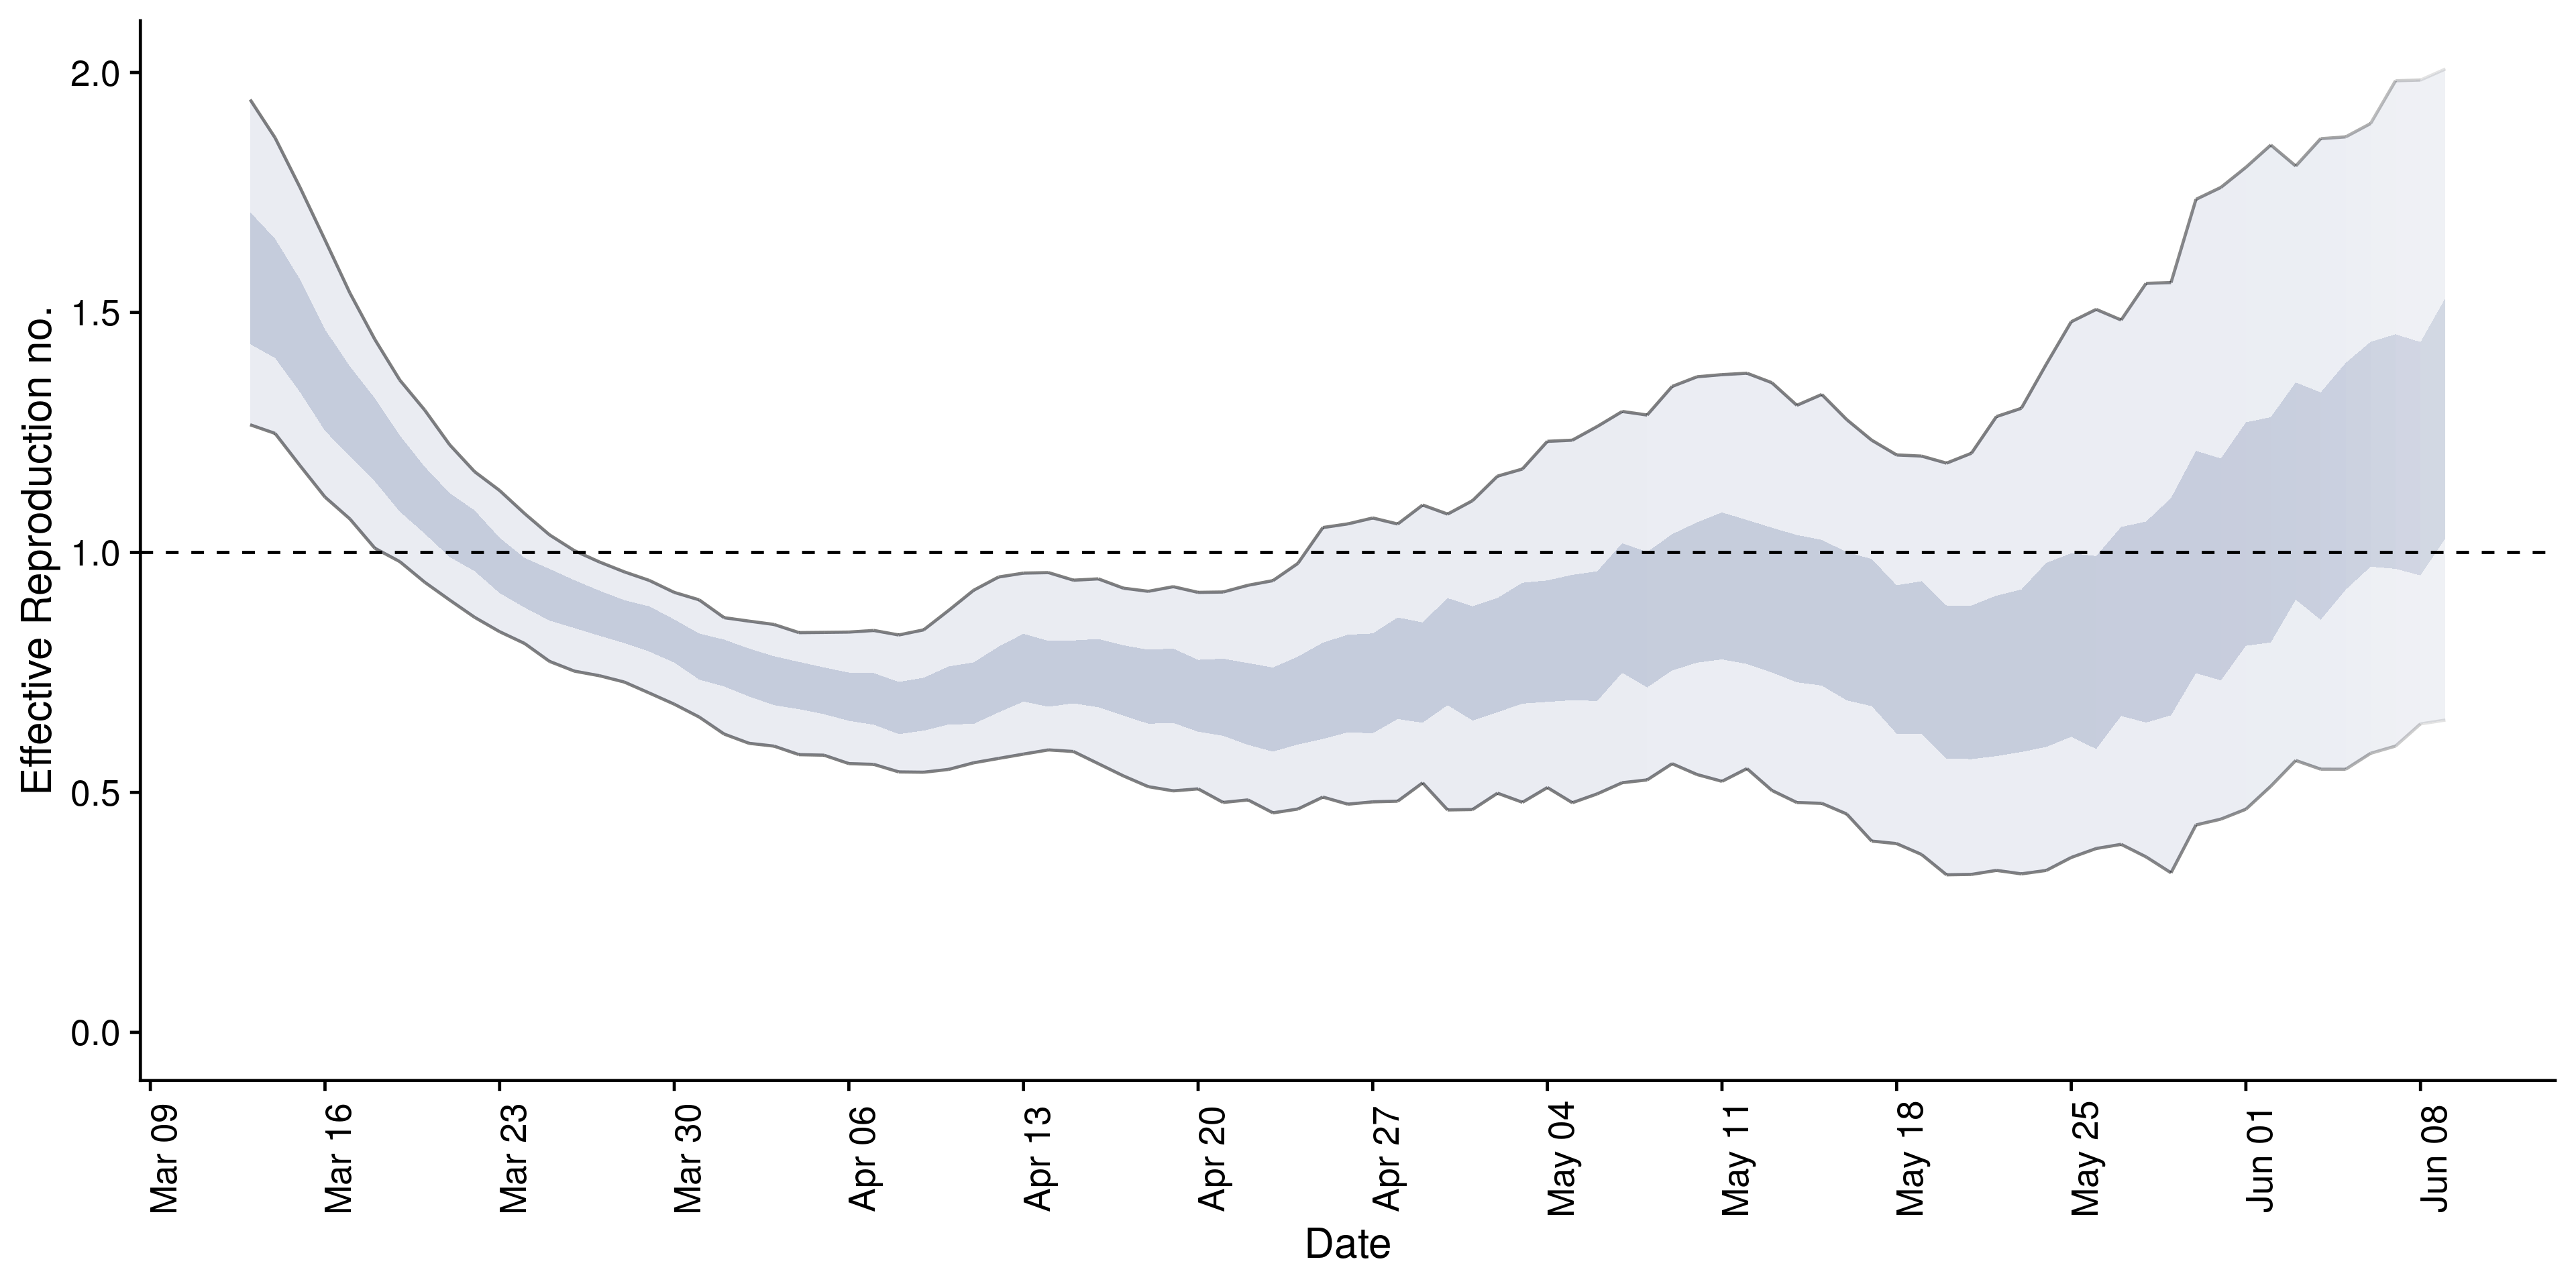 Effective Reproduction no.
2.0
1.5
1.0
0.5
0.0
Mar 09
Mar 16
Mar 23
Mar 30
Apr 06
Apr 13
Apr 20
Apr 27
May 04
May 11
May 18
May 25
Jun 01
Jun 08
Date